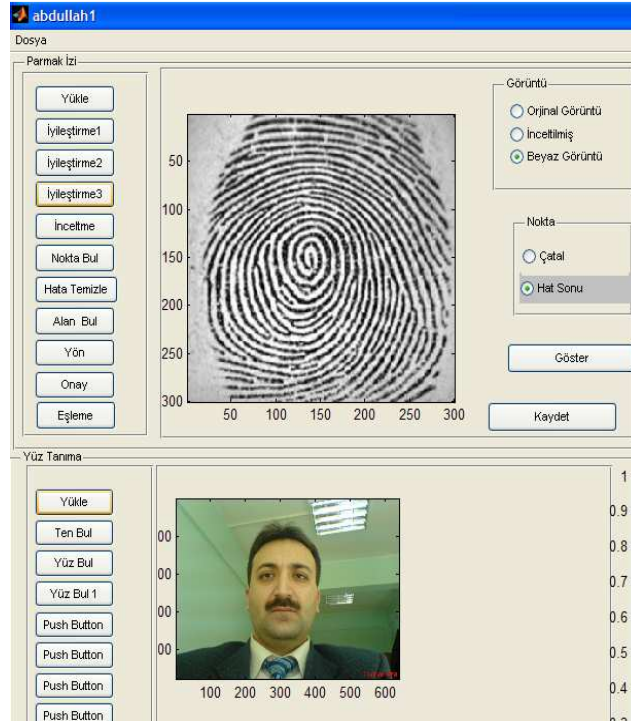 abdullah1
Dosya
Parmak İzi
Yükle
İyileştirme1
İyileştirme2
İyileştirme3
İnceltme
Nokta Bul
Hata Temizle
Alan Bul
Yön
Onay
Eşleme
50
100
150
200
250
300
50 100 150 200 250 300
Görüntü
Orjinal Görüntü
İnceltilmiş
Beyaz Görüntü
Nokta
Çatal
Hat Sonu
Göster
Kaydet
Yüz Tanıma
Yükle
Ten Bul
Yüz Bul
Yüz Bul 1
Push Button
Push Button
Push Button
Push Button
00
00
00
00
100 200 300 400 500 600
1
0.9
0.8
0.7
0.6
0.5
0.4